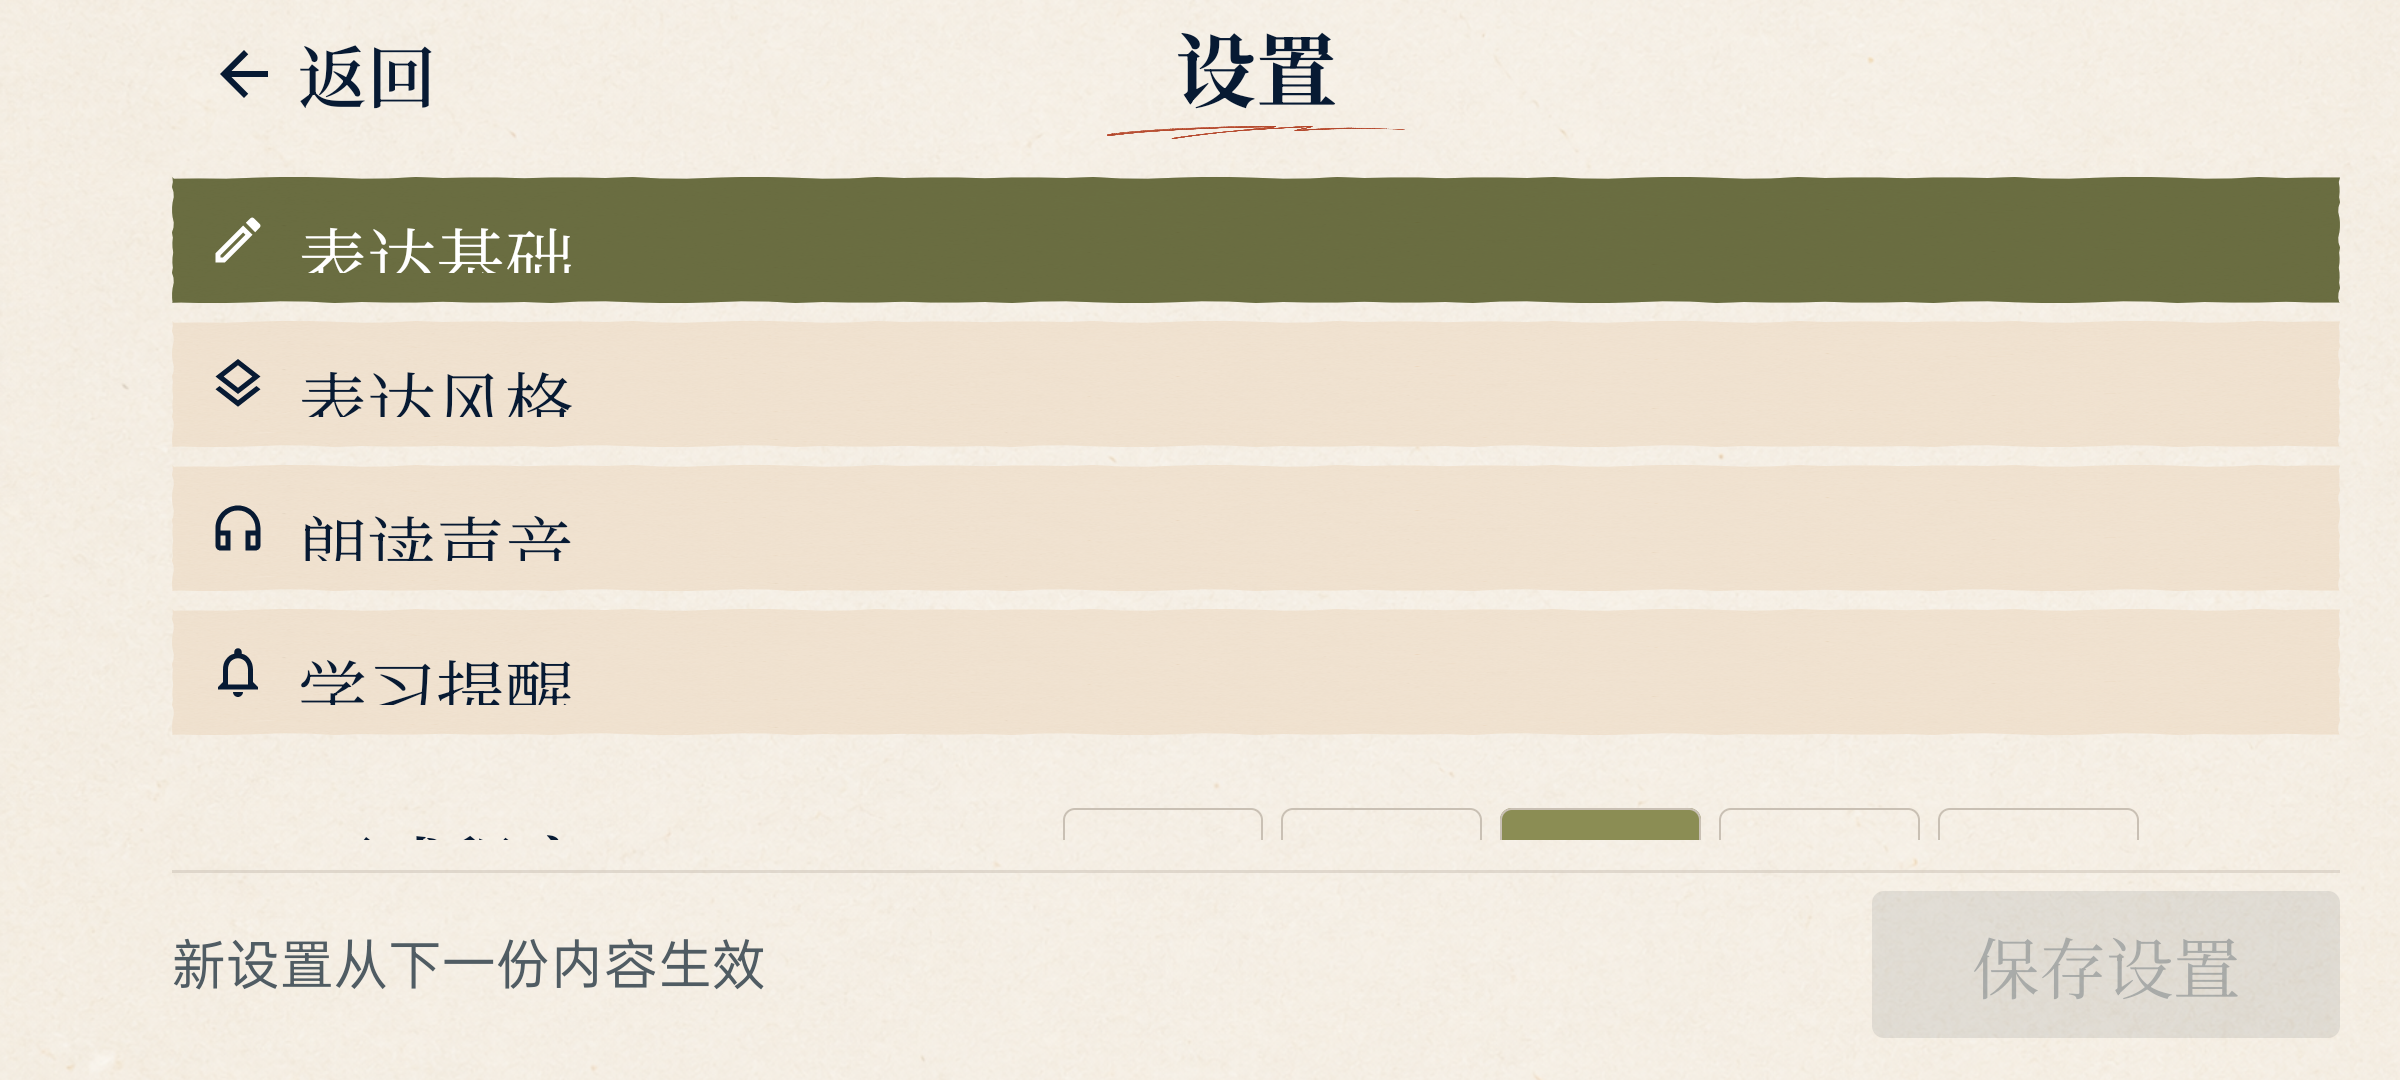 返回
设置
表达基础
表达风格
朗读声音
学习提醒
新设置从下一份内容生效
保存设置